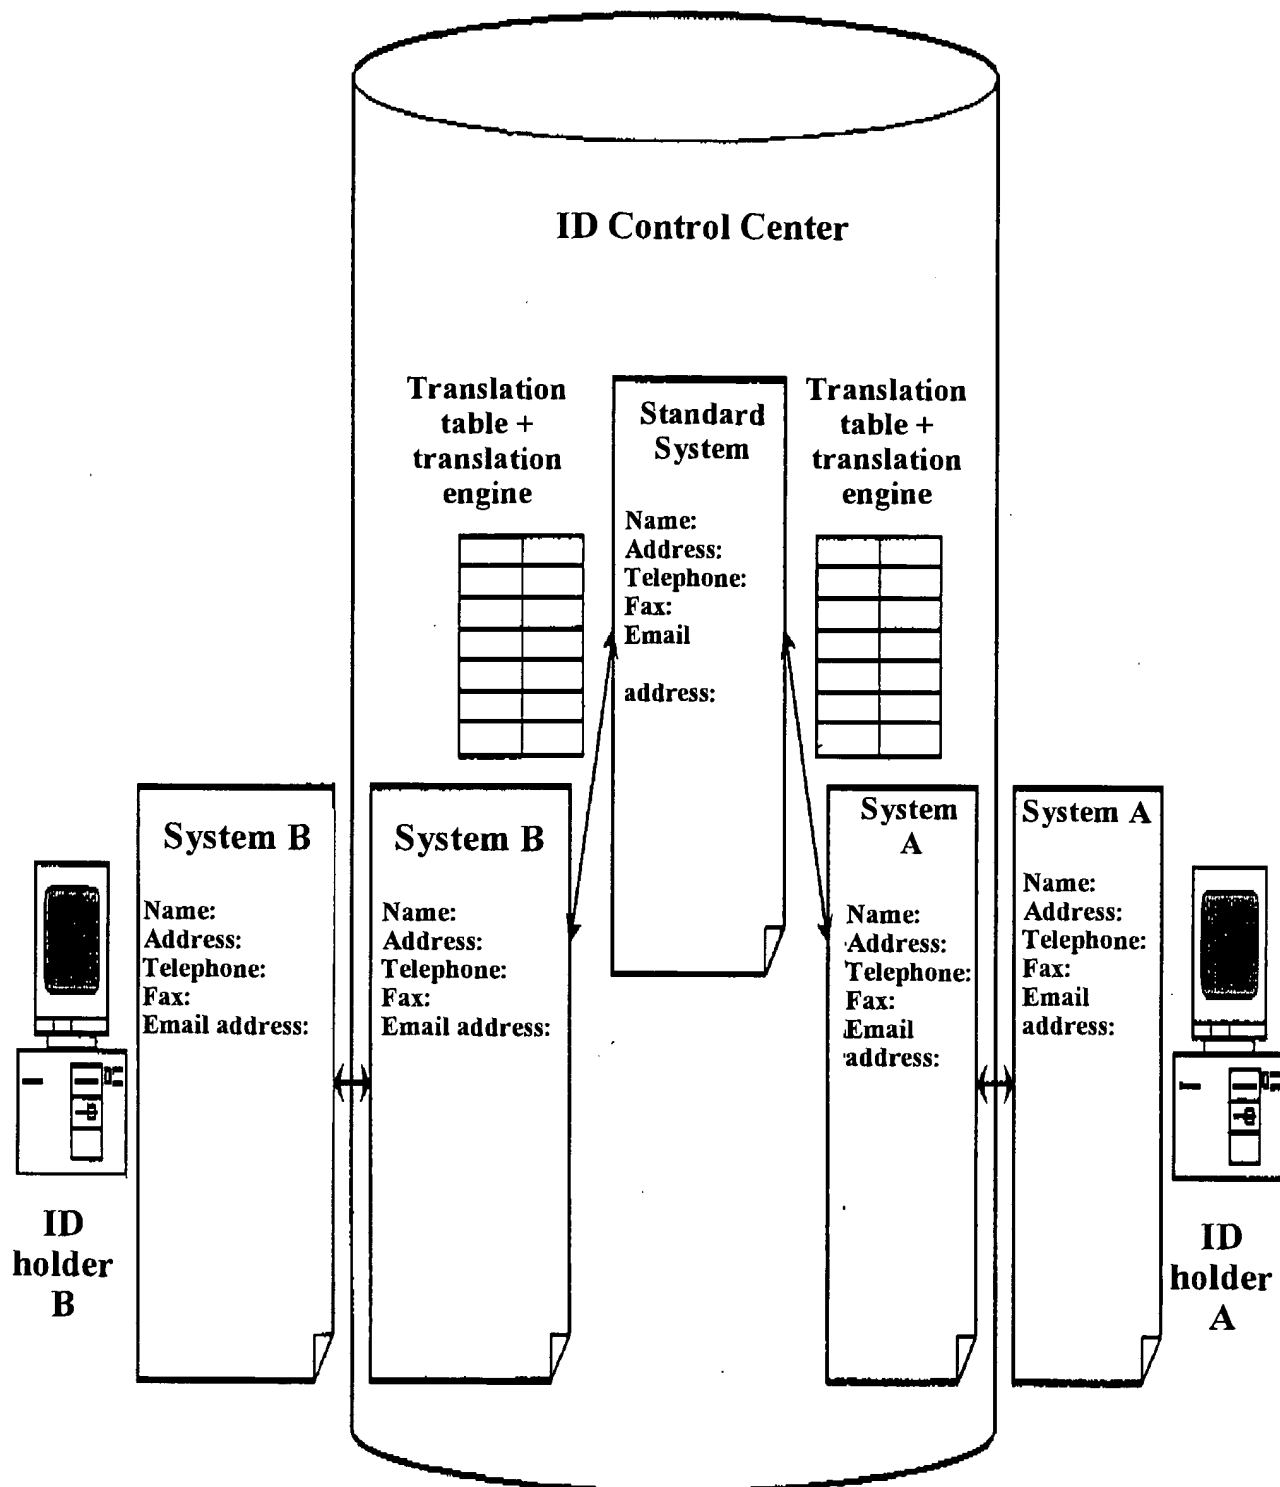 ID Control Center
Translation
table +
translation
engine
Standard
System
Name:
Address:
Telephone:
Fax:
Email
address:
Translation
table +
translation
engine
System B
Name:
Address:
Telephone:
Fax:
Email address:
System B
Name:
Address:
Telephone:
Fax:
Email address:
System
A
Name:
Address:
Telephone:
Fax:
Email
address:
System A
Name:
Address:
Telephone:
Fax:
Email
address:
ID
holder
B
ID
holder
A